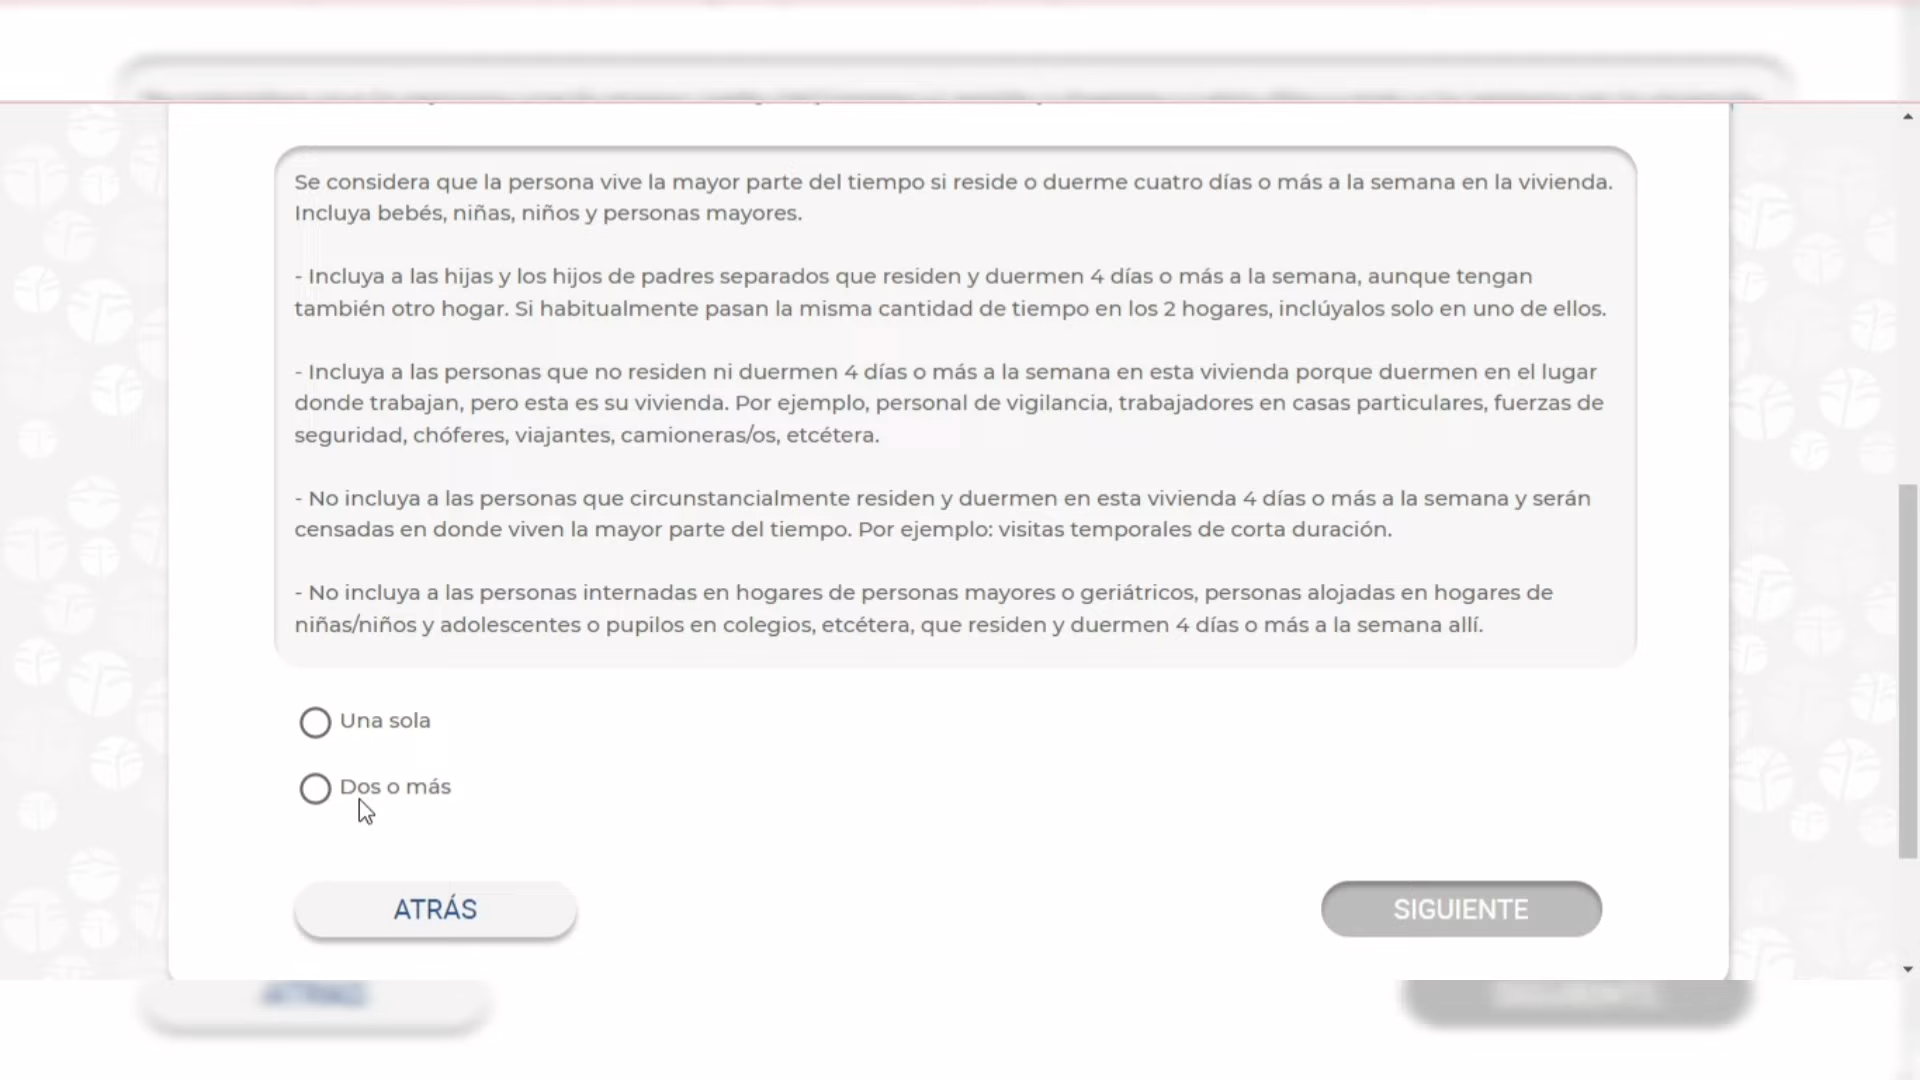 Se considera que la persona vive la mayor parte del tiempo si reside o duerme cuatro días o más a la semana en la vivienda.
Incluya bebés, niñas, niños y personas mayores.
- Incluya a las hijas y los hijos de padres separados que residen y duermen 4 días o más a la semana, aunque tengan
también otro hogar. Si habitualmente pasan la misma cantidad de tiempo en los 2 hogares, inclúyalos solo en uno de ellos.
- Incluya a las personas que no residen ni duermen 4 días o más a la semana en esta vivienda porque duermen en el lugar
donde trabajan, pero esta es su vivienda. Por ejemplo, personal de vigilancia, trabajadores en casas particulares, fuerzas de
seguridad, chóferes, viajantes, camioneras/os, etcétera.
- No incluya a las personas que circunstancialmente residen y duermen en esta vivienda 4 días o más a la semana y serán
censadas en donde viven la mayor parte del tiempo. Por ejemplo: visitas temporales de corta duración.
- No incluya a las personas internadas en hogares de personas mayores o geriátricos, personas alojadas en hogares de
niñas/niños y adolescentes o pupilos en colegios, etcétera, que residen y duermen 4 días o más a la semana allí.
Una sola
Dos o más
ATRÁS
SIGUIENTE